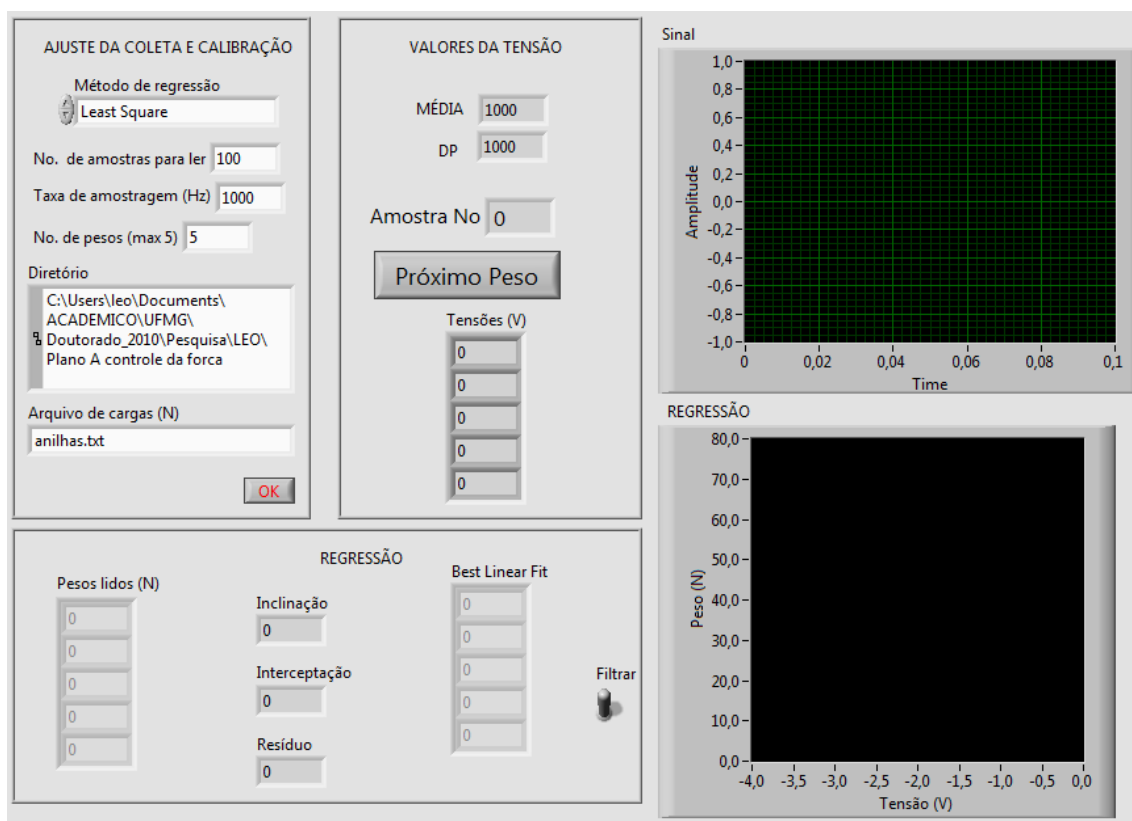 AJUSTE DA COLETA E CALIBRAÇÃO
Método de regressão
Least Square
No. de amostras para ler 100
Taxa de amostragem (Hz) 1000
No. de pesos (max 5) 5
Diretório
C:\Users\leo\Documents\
ACADEMICO\UFMG\
Doutorado_2010\Pesquisa\LEO\
Plano A controle da forca
Arquivo de cargas (N)
anilhas.txt
OK
VALORES DA TENSÃO
MÉDIA 1000
DP 1000
Amostra No 0
Próximo Peso
Tensões (V)
0
0
0
0
0
Sinal
Amplitude
1,0
0,8
0,6
0,4
0,2
0,0
-0,2
-0,4
-0,6
-0,8
-1,0
0 0,02 0,04 0,06 0,08 0,1
Time
REGRESSÃO
Pesos lidos (N)
0
0
0
0
0
Inclinação
0
Interceptação
0
Resíduo
0
Best Linear Fit
0
0
0
0
0
Filtrar
REGRESSÃO
Peso (N)
80,0
70,0
60,0
50,0
40,0
30,0
20,0
10,0
0,0
-4,0 -3,5 -3,0 -2,5 -2,0 -1,5 -1,0 -0,5 0,0
Tensão (V)